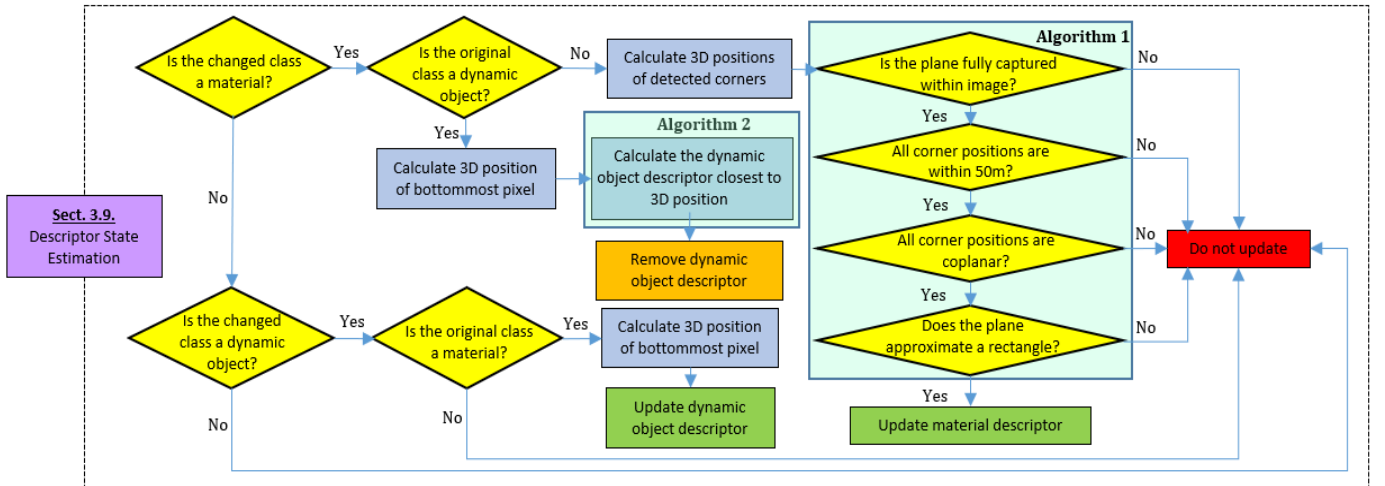 Algorithm 1
Is the changed class
a material?
Yes
Is the original
class a dynamic
object?
No
Calculate 3D positions
of detected corners
Is the plane fully captured
within image?
No
Yes
Yes
Algorithm 2
Calculate 3D position
of bottommost pixel
Calculate the dynamic
object descriptor closest to
3D position
All corner positions are
within 50m?
No
No
Yes
Sect. 3.9.
Descriptor State
Estimation
Remove dynamic
object descriptor
All corner positions are
coplanar?
No
Do not update
Yes
Is the changed
class a dynamic
object?
Yes
Is the original class
a material?
Yes
Calculate 3D position
of bottommost pixel
Does the plane
approximate a rectangle?
No
Yes
No
No
Update dynamic
object descriptor
Update material descriptor